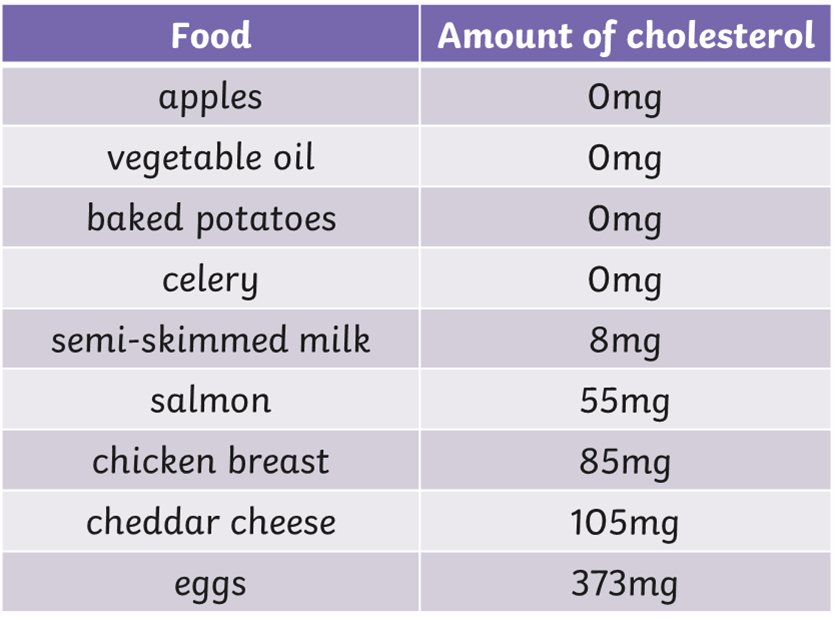 Food Amount of cholesterol
apples 0mg
vegetable oil 0mg
baked potatoes 0mg
celery 0mg
semi-skimmed milk 8mg
salmon 55mg
chicken breast 85mg
cheddar cheese 105mg
eggs 373mg